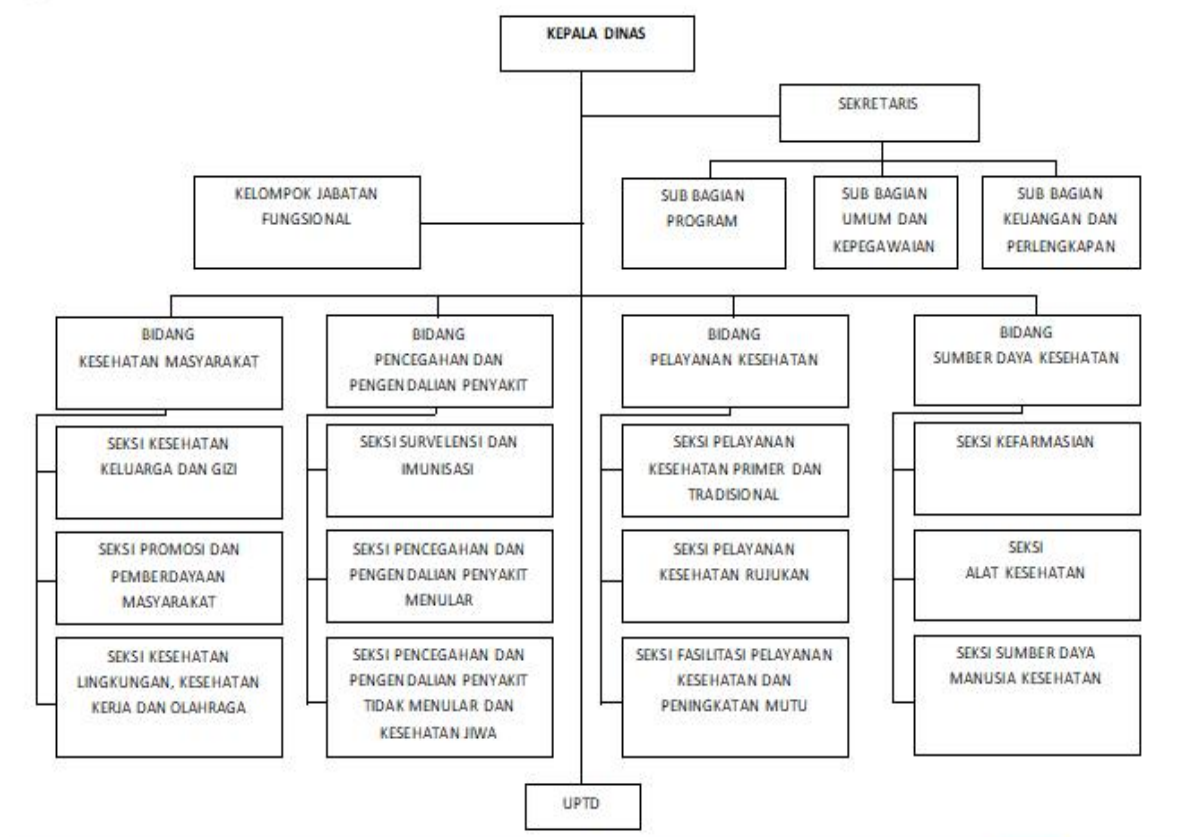 KEPALA DINAS
SEKRETARIS
KELOMPOK JABATAN
FUNGSIONAL
SUB BAGIAN
PROGRAM
SUB BAGIAN
UMUM DAN
KEPEGAWAIAN
SUB BAGIAN
KEUANGAN DAN
PERLENGKAPAN
BIDANG
KESEHATAN MASYARAKAT
BIDANG
PENCEGAHAN DAN
PENGENDALIAN PENYAKIT
BIDANG
PELAYANAN KESEHATAN
BIDANG
SUMBER DAYA KESEHATAN
SEKSI KESEHATAN
KELUARGA DAN GIZI
SEKSI SURVELENSI DAN
IMUNISASI
SEKSI PELAYANAN
KESEHATAN PRIMER DAN
TRADISIONAL
SEKSI KEFARMASIAN
SEKSI PROMOSI DAN
PEMBERDAYAAN
MASYARAKAT
SEKSI PENCEGAHAN DAN
PENGENDALIAN PENYAKIT
MENULAR
SEKSI PELAYANAN
KESEHATAN RUJUKAN
SEKSI
ALAT KESEHATAN
SEKSI KESEHATAN
LINGKUNGAN, KESEHATAN
KERJA DAN OLAHRAGA
SEKSI PENCEGAHAN DAN
PENGENDALIAN PENYAKIT
TIDAK MENULAR DAN
KESEHATAN JIWA
SEKSI FASILITASI PELAYANAN
KESEHATAN DAN
PENINGKATAN MUTU
SEKSI SUMBER DAYA
MANUSIA KESEHATAN
UPTD